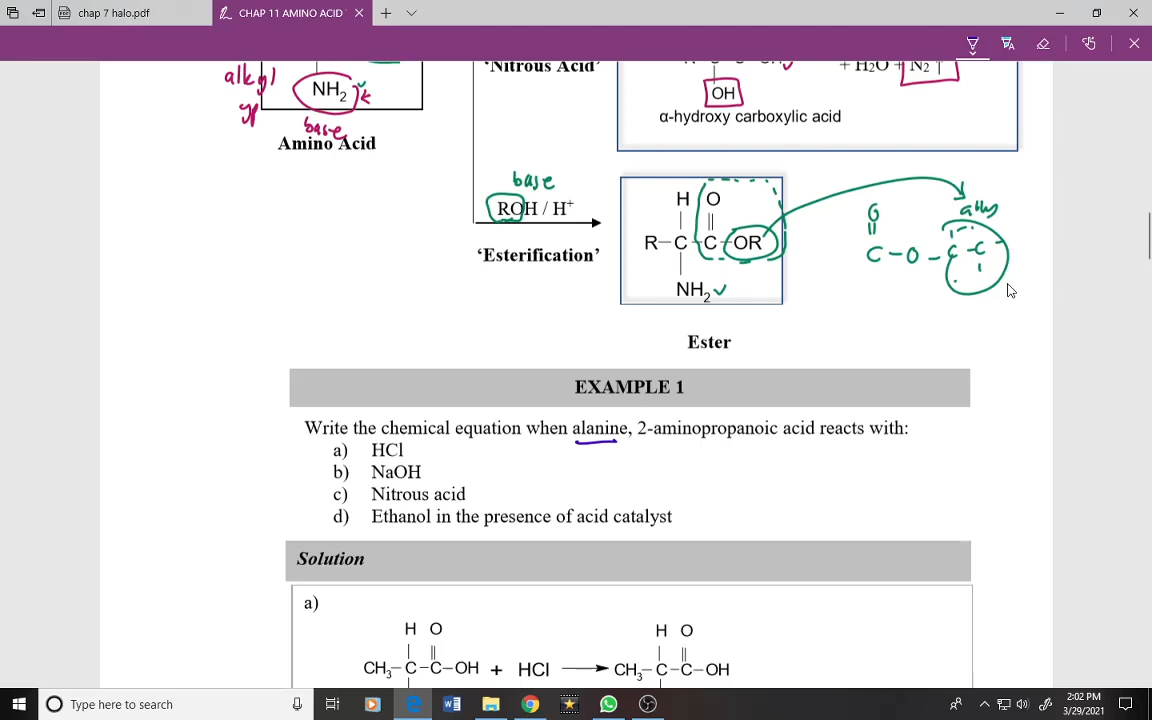 chap 7 halo.pdf
CHAP 11 AMINO ACID
alkyl
gp
NH2
base
Amino Acid
'Nitrous Acid'
+ H2O + N2 ↑
OH
α-hydroxy carboxylic acid
base
ROH / H+
'Esterification'
H O
R–C–C–OR
NH2
Ester
O
C–O–C–C–
EXAMPLE 1
Write the chemical equation when alanine, 2-aminopropanoic acid reacts with:
a) HCl
b) NaOH
c) Nitrous acid
d) Ethanol in the presence of acid catalyst
Solution
a)
H O H O
CH3–C–C–OH + HCl → CH3–C–C–OH
Type here to search
2:02 PM
3/29/2021